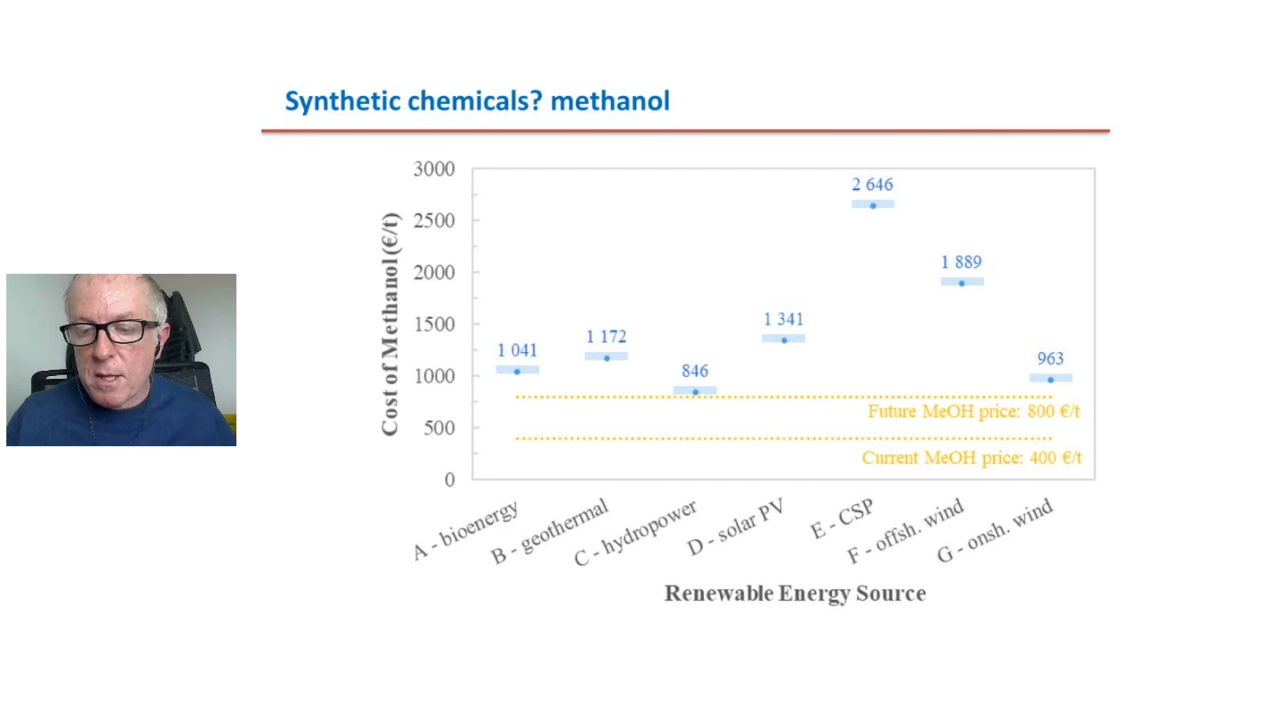 Synthetic chemicals? methanol
Cost of Methanol (€/t)
3000
2500
2000
1500
1000
500
0
1 041
1 172
846
1 341
2 646
1 889
963
Future MeOH price: 800 €/t
Current MeOH price: 400 €/t
A - bioenergy
B - geothermal
C - hydropower
D - solar PV
E - CSP
F - offsh. wind
G - onsh. wind
Renewable Energy Source